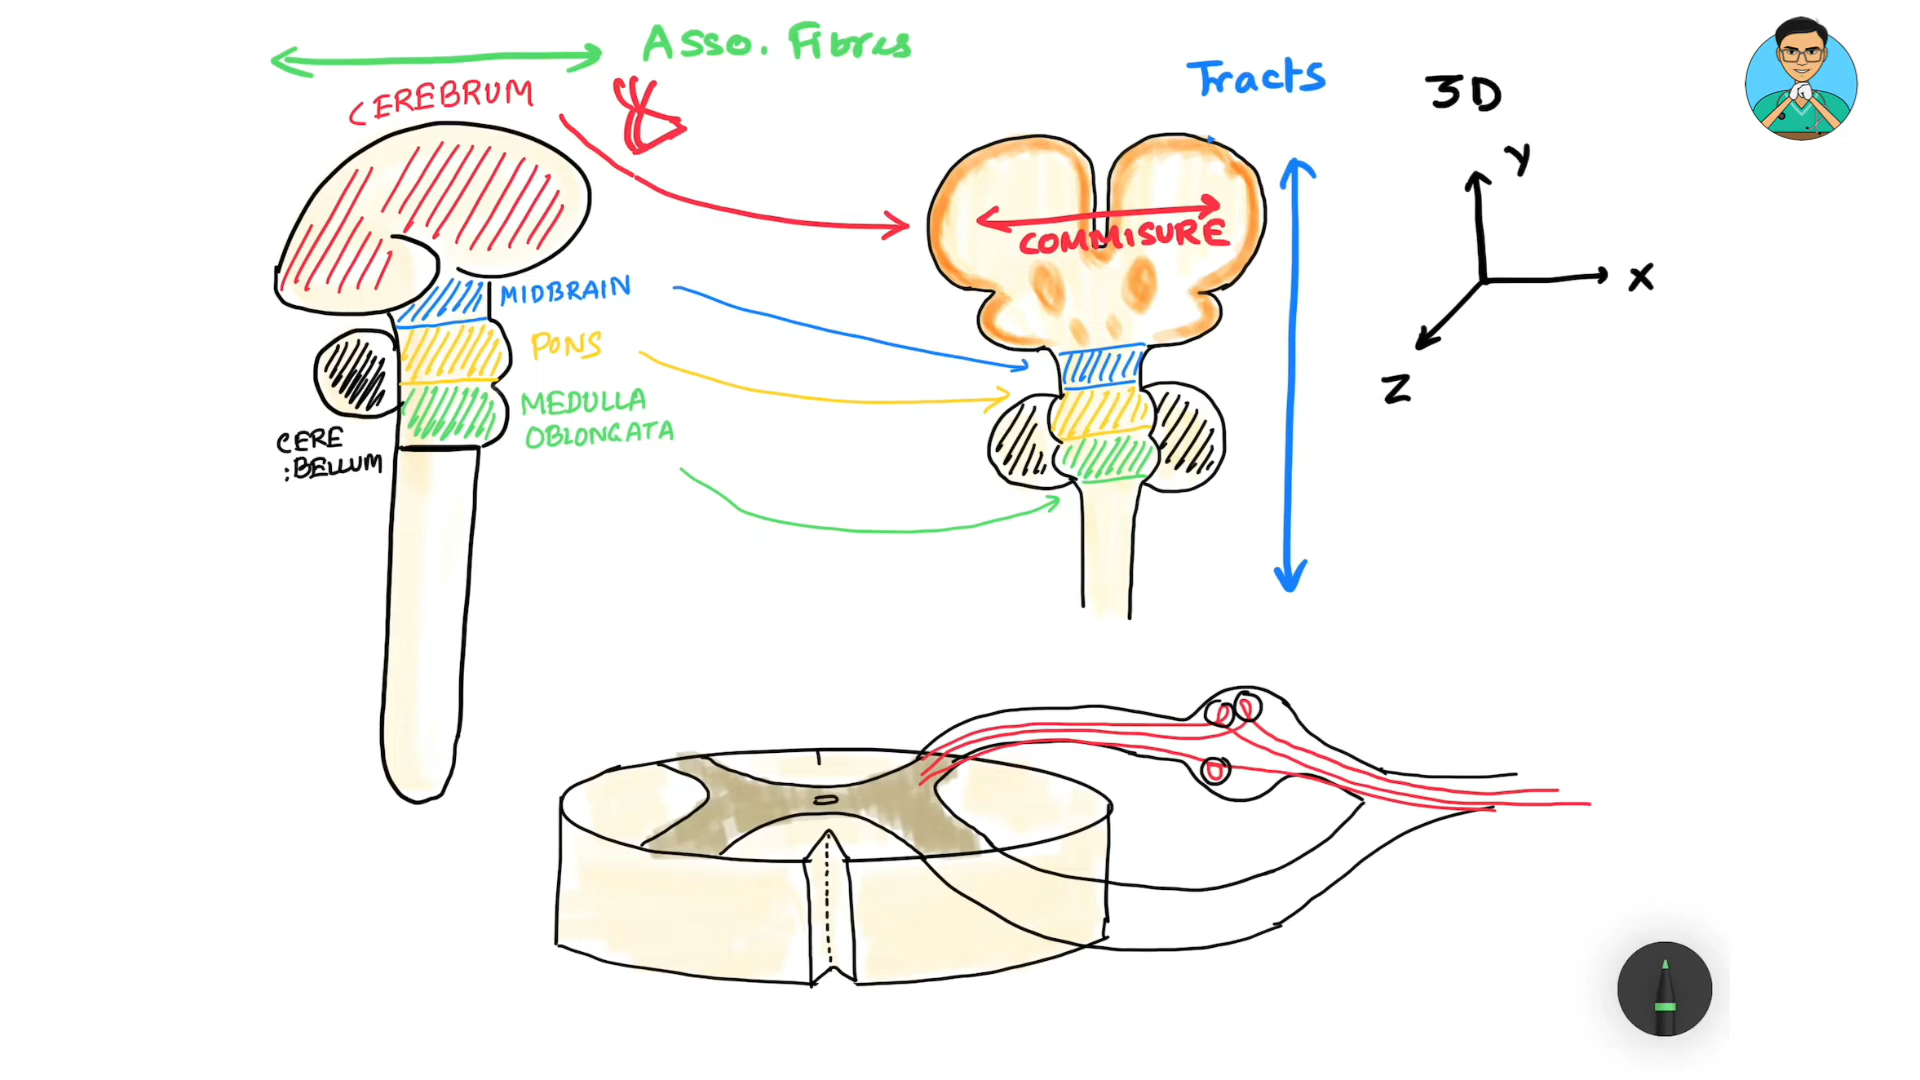 Asso. Fibres
CEREBRUM
Tracts
3D
Y
X
Z
COMMISURE
MIDBRAIN
PONS
MEDULLA
OBLONGATA
CERE
:BELLUM